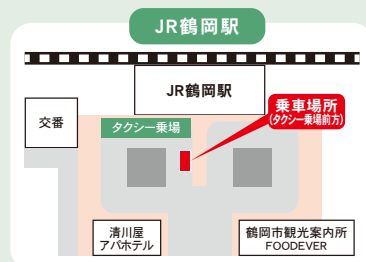 JR鶴岡駅
JR鶴岡駅
交番
タクシー乗場
乗車場所
(タクシー乗場前方)
清川屋
アパホテル
鶴岡市観光案内所
FOODEVER